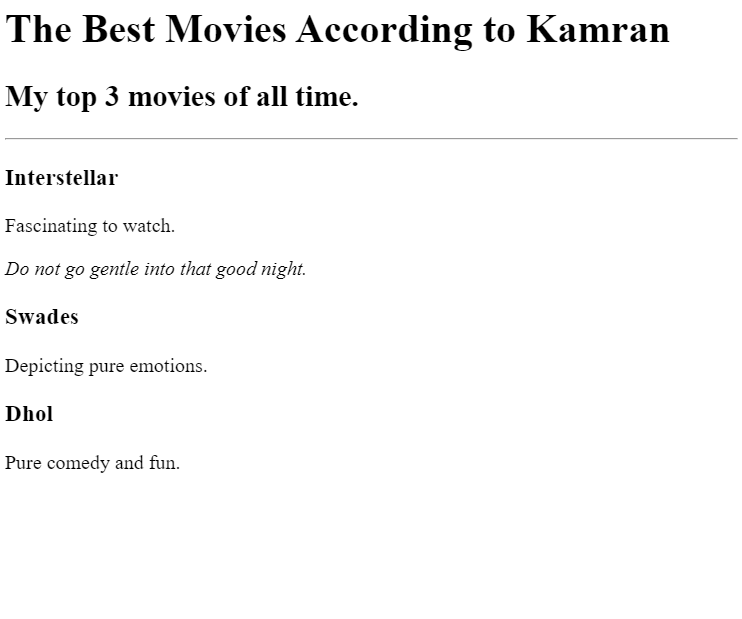 The Best Movies According to Kamran
My top 3 movies of all time.
Interstellar
Fascinating to watch.
Do not go gentle into that good night.
Swades
Depicting pure emotions.
Dhol
Pure comedy and fun.